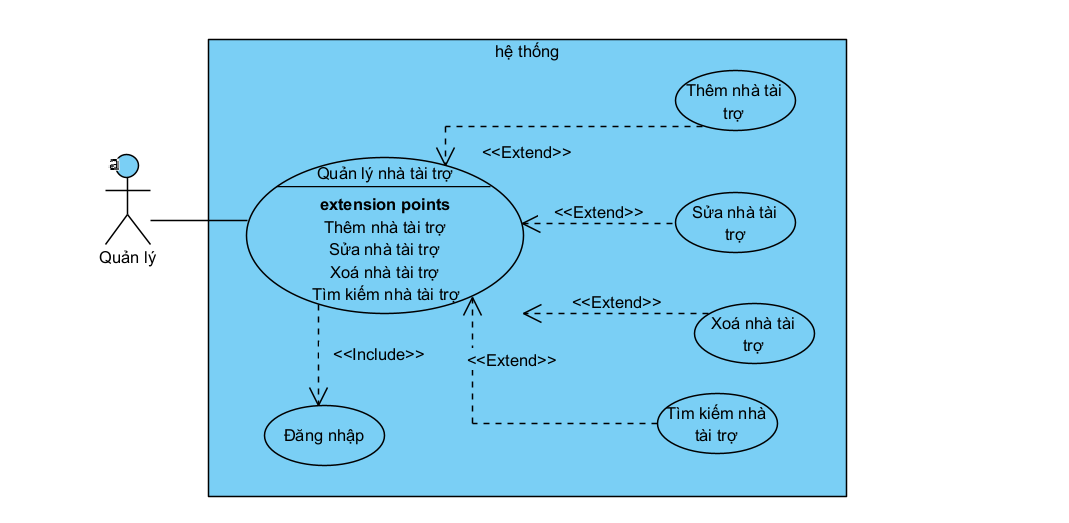 hệ thống
Thêm nhà tài
trợ
<<Extend>>
Quản lý nhà tài trợ
extension points
Thêm nhà tài trợ
Sửa nhà tài trợ
Xoá nhà tài trợ
Tìm kiếm nhà tài trợ
<<Extend>>
Sửa nhà tài
trợ
Quản lý
<<Extend>>
Xoá nhà tài
trợ
<<Include>>
<<Extend>>
Tìm kiếm nhà
tài trợ
Đăng nhập